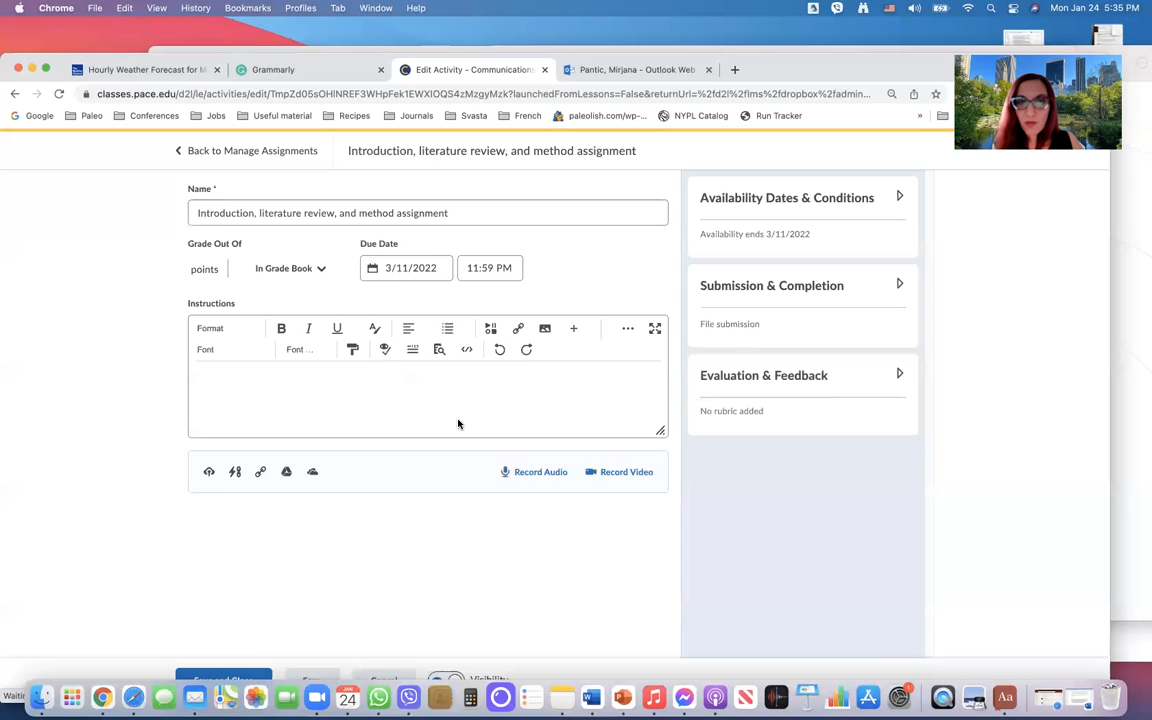 Chrome File Edit View History Bookmarks Profiles Tab Window Help Mon Jan 24 5:35 PM
Hourly Weather Forecast for M Grammarly Edit Activity - Communications Pantic, Mirjana - Outlook Web
classes.pace.edu/d2l/le/activities/edit/TmpZd05sOHlNREF3WHpFek1EWXlOQS4zMzgyMzk?launchedFromLessons=False&returnUrl=%2fd2l%2flms%2fdropbox%2fadmin...
Google Paleo Conferences Jobs Useful material Recipes Journals Svasta French paleolish.com/wp-... NYPL Catalog Run Tracker »
Back to Manage Assignments Introduction, literature review, and method assignment
Name *
Introduction, literature review, and method assignment
Grade Out Of Due Date
points In Grade Book 3/11/2022 11:59 PM
Instructions
Format
Font Font ...
Record Audio Record Video
Availability Dates & Conditions
Availability ends 3/11/2022
Submission & Completion
File submission
Evaluation & Feedback
No rubric added
JAN
24
Aa